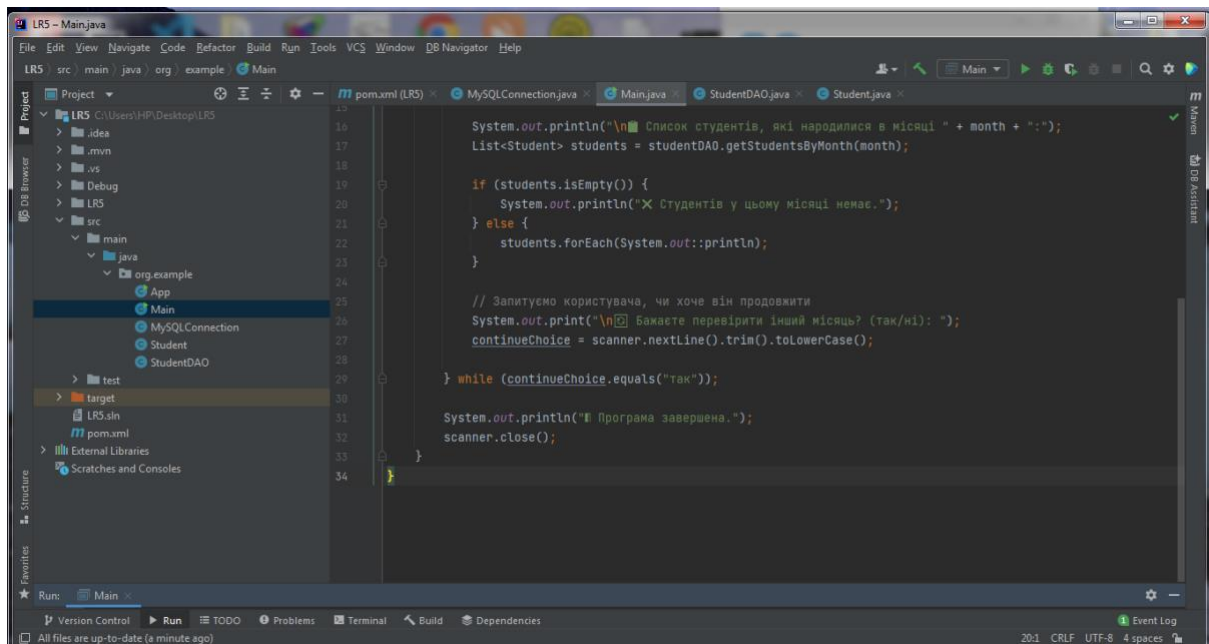 LR5 – Main.java
File Edit View Navigate Code Refactor Build Run Tools VCS Window DB Navigator Help
LR5 src main java org example Main
Main
Project
pom.xml (LR5) MySQLConnection.java Main.java StudentDAO.java Student.java
LR5 C:\Users\HP\Desktop\LR5
.idea
.mvn
.vs
Debug
LR5
src
main
java
org.example
App
Main
MySQLConnection
Student
StudentDAO
test
target
LR5.sln
pom.xml
External Libraries
Scratches and Consoles
15
16 System.out.println("\n📋 Список студентів, які народилися в місяці " + month + ":");
17 List<Student> students = studentDAO.getStudentsByMonth(month);
18
19 if (students.isEmpty()) {
20 System.out.println("❌ Студентів у цьому місяці немає.");
21 } else {
22 students.forEach(System.out::println);
23 }
24
25 // Запитуємо користувача, чи хоче він продовжити
26 System.out.print("\n🔄 Бажаєте перевірити інший місяць? (так/ні): ");
27 continueChoice = scanner.nextLine().trim().toLowerCase();
28
29 } while (continueChoice.equals("так"));
30
31 System.out.println(" Програма завершена.");
32 scanner.close();
33 }
34 }
Project
DB Browser
Structure
Favorites
Maven
DB Assistant
Run: Main
Version Control Run TODO Problems Terminal Build Dependencies
1 Event Log
All files are up-to-date (a minute ago)
20:1 CRLF UTF-8 4 spaces